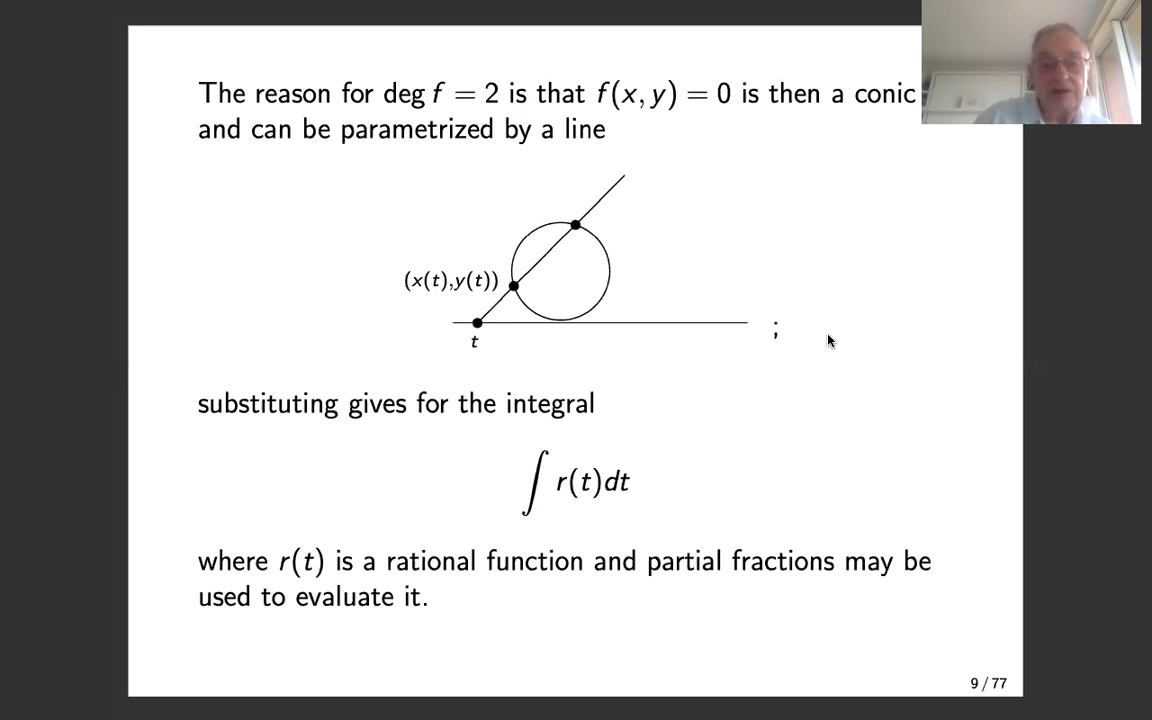 The reason for deg f = 2 is that f(x, y) = 0 is then a conic
and can be parametrized by a line
(x(t),y(t))
t
;
substituting gives for the integral
∫ r(t)dt
where r(t) is a rational function and partial fractions may be
used to evaluate it.
9 / 77